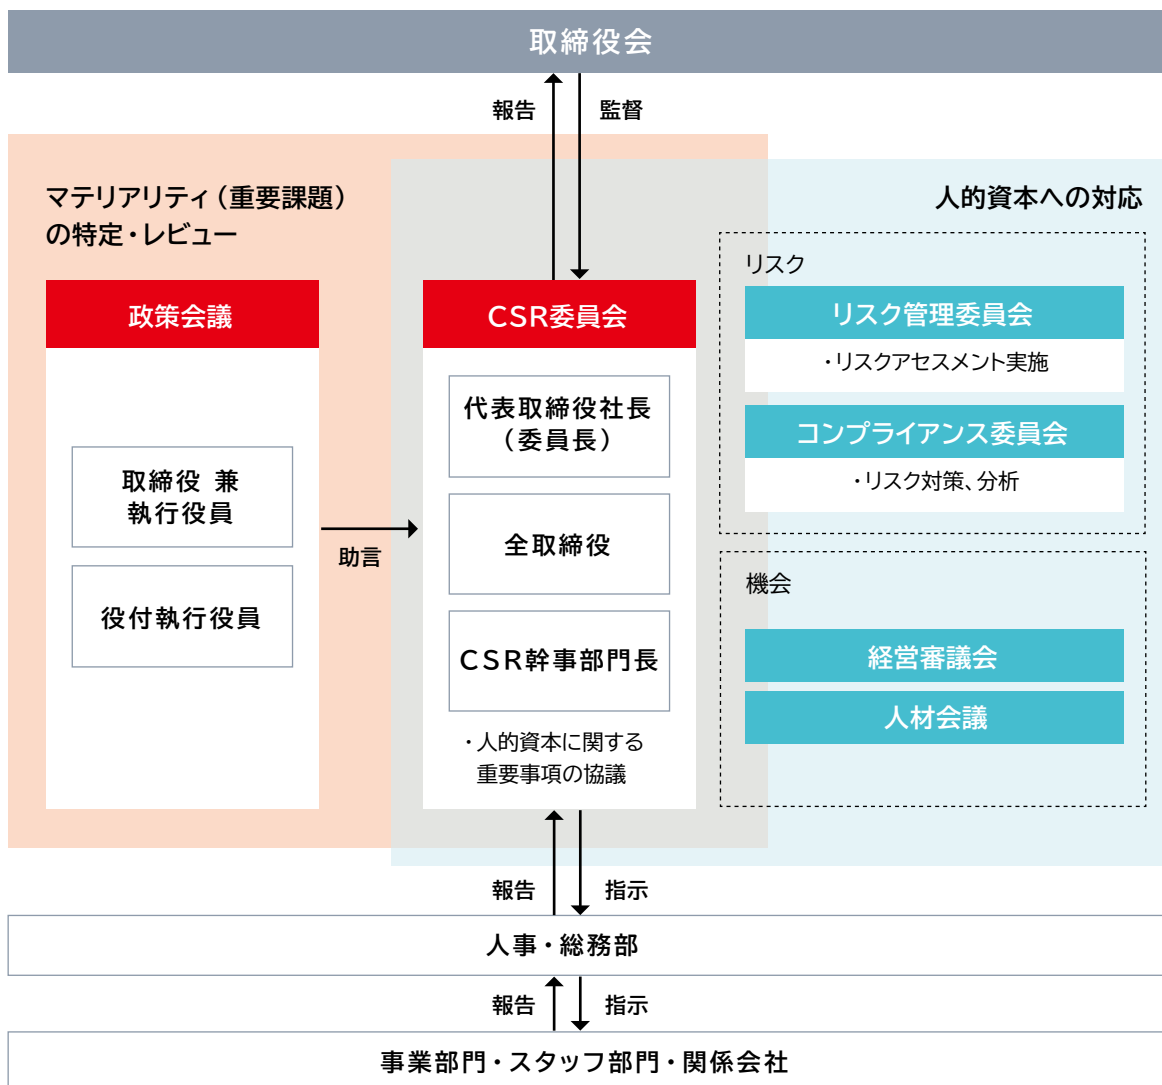 取締役会
報告
監督
マテリアリティ（重要課題）
の特定・レビュー
政策会議
取締役 兼
執行役員
役付執行役員
助言
CSR委員会
代表取締役社長
（委員長）
全取締役
CSR幹事部門長
・人的資本に関する
重要事項の協議
人的資本への対応
リスク
リスク管理委員会
・リスクアセスメント実施
コンプライアンス委員会
・リスク対策、分析
機会
経営審議会
人材会議
報告
指示
人事・総務部
報告
指示
事業部門・スタッフ部門・関係会社